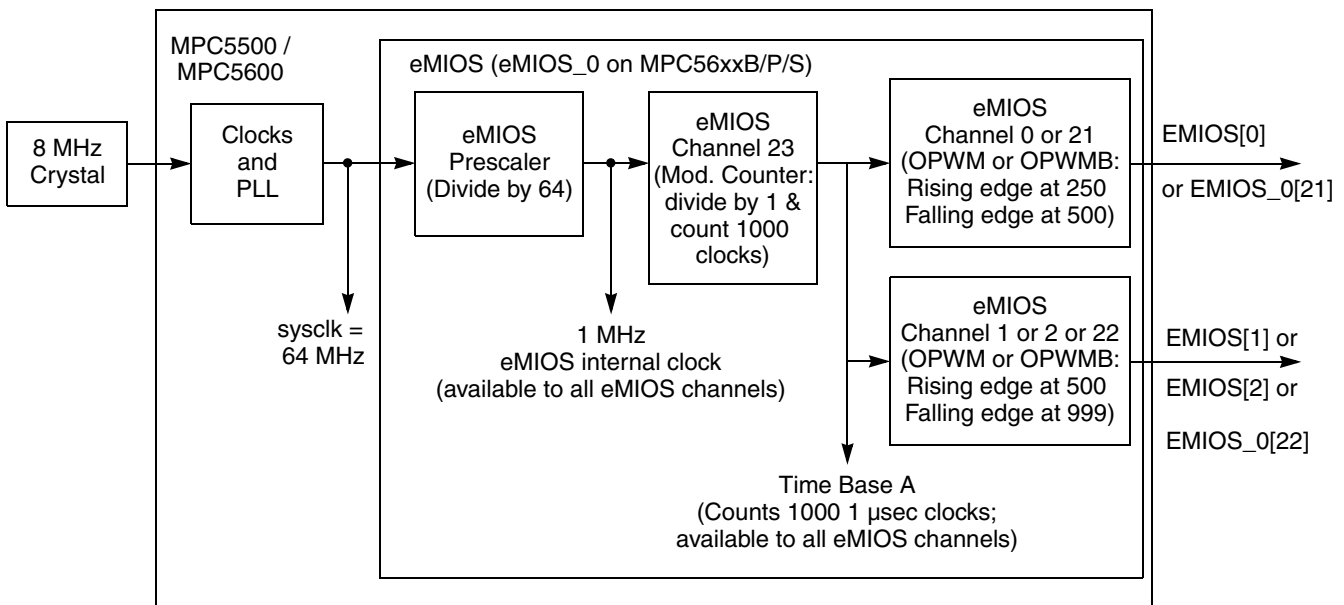 MPC5500 /
MPC5600
eMIOS (eMIOS_0 on MPC56xxB/P/S)
8 MHz
Crystal
Clocks
and
PLL
eMIOS
Prescaler
(Divide by 64)
eMIOS
Channel 23
(Mod. Counter:
divide by 1 &
count 1000
clocks)
eMIOS
Channel 0 or 21
(OPWM or OPWMB:
Rising edge at 250
Falling edge at 500)
EMIOS[0]
or EMIOS_0[21]
sysclk =
64 MHz
1 MHz
eMIOS internal clock
(available to all eMIOS channels)
eMIOS
Channel 1 or 2 or 22
(OPWM or OPWMB:
Rising edge at 500
Falling edge at 999)
EMIOS[1] or
EMIOS[2] or
EMIOS_0[22]
Time Base A
(Counts 1000 1 µsec clocks;
available to all eMIOS channels)